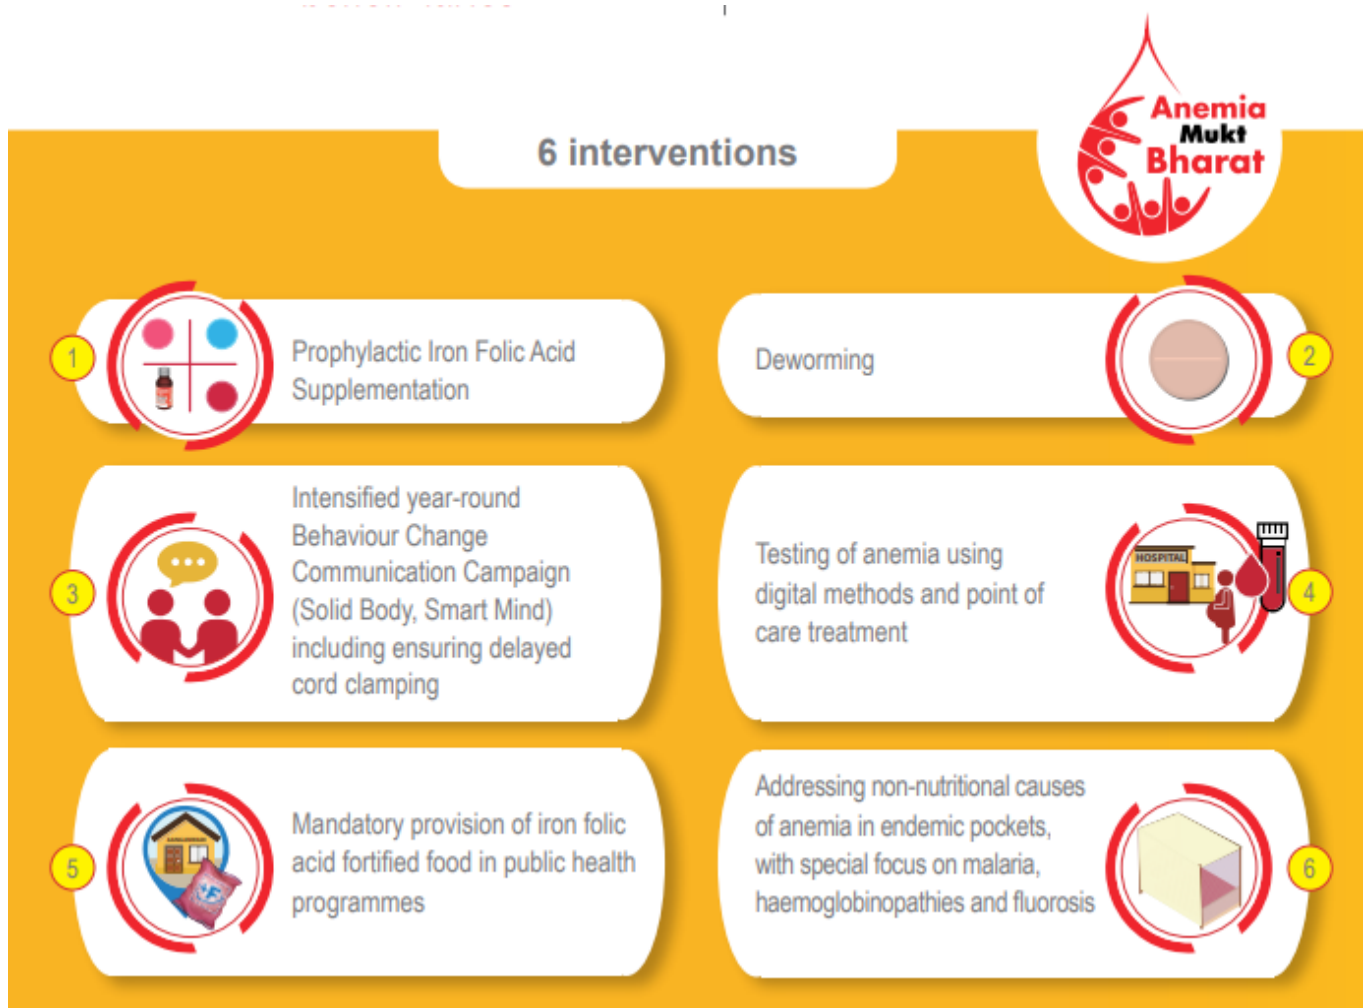 6 interventions
Anemia
Mukt
Bharat
1
Prophylactic Iron Folic Acid
Supplementation
Deworming
2
3
Intensified year-round
Behaviour Change
Communication Campaign
(Solid Body, Smart Mind)
including ensuring delayed
cord clamping
Testing of anemia using
digital methods and point of
care treatment
HOSPITAL
4
5
Mandatory provision of iron folic
acid fortified food in public health
programmes
+F
Addressing non-nutritional causes
of anemia in endemic pockets,
with special focus on malaria,
haemoglobinopathies and fluorosis
6